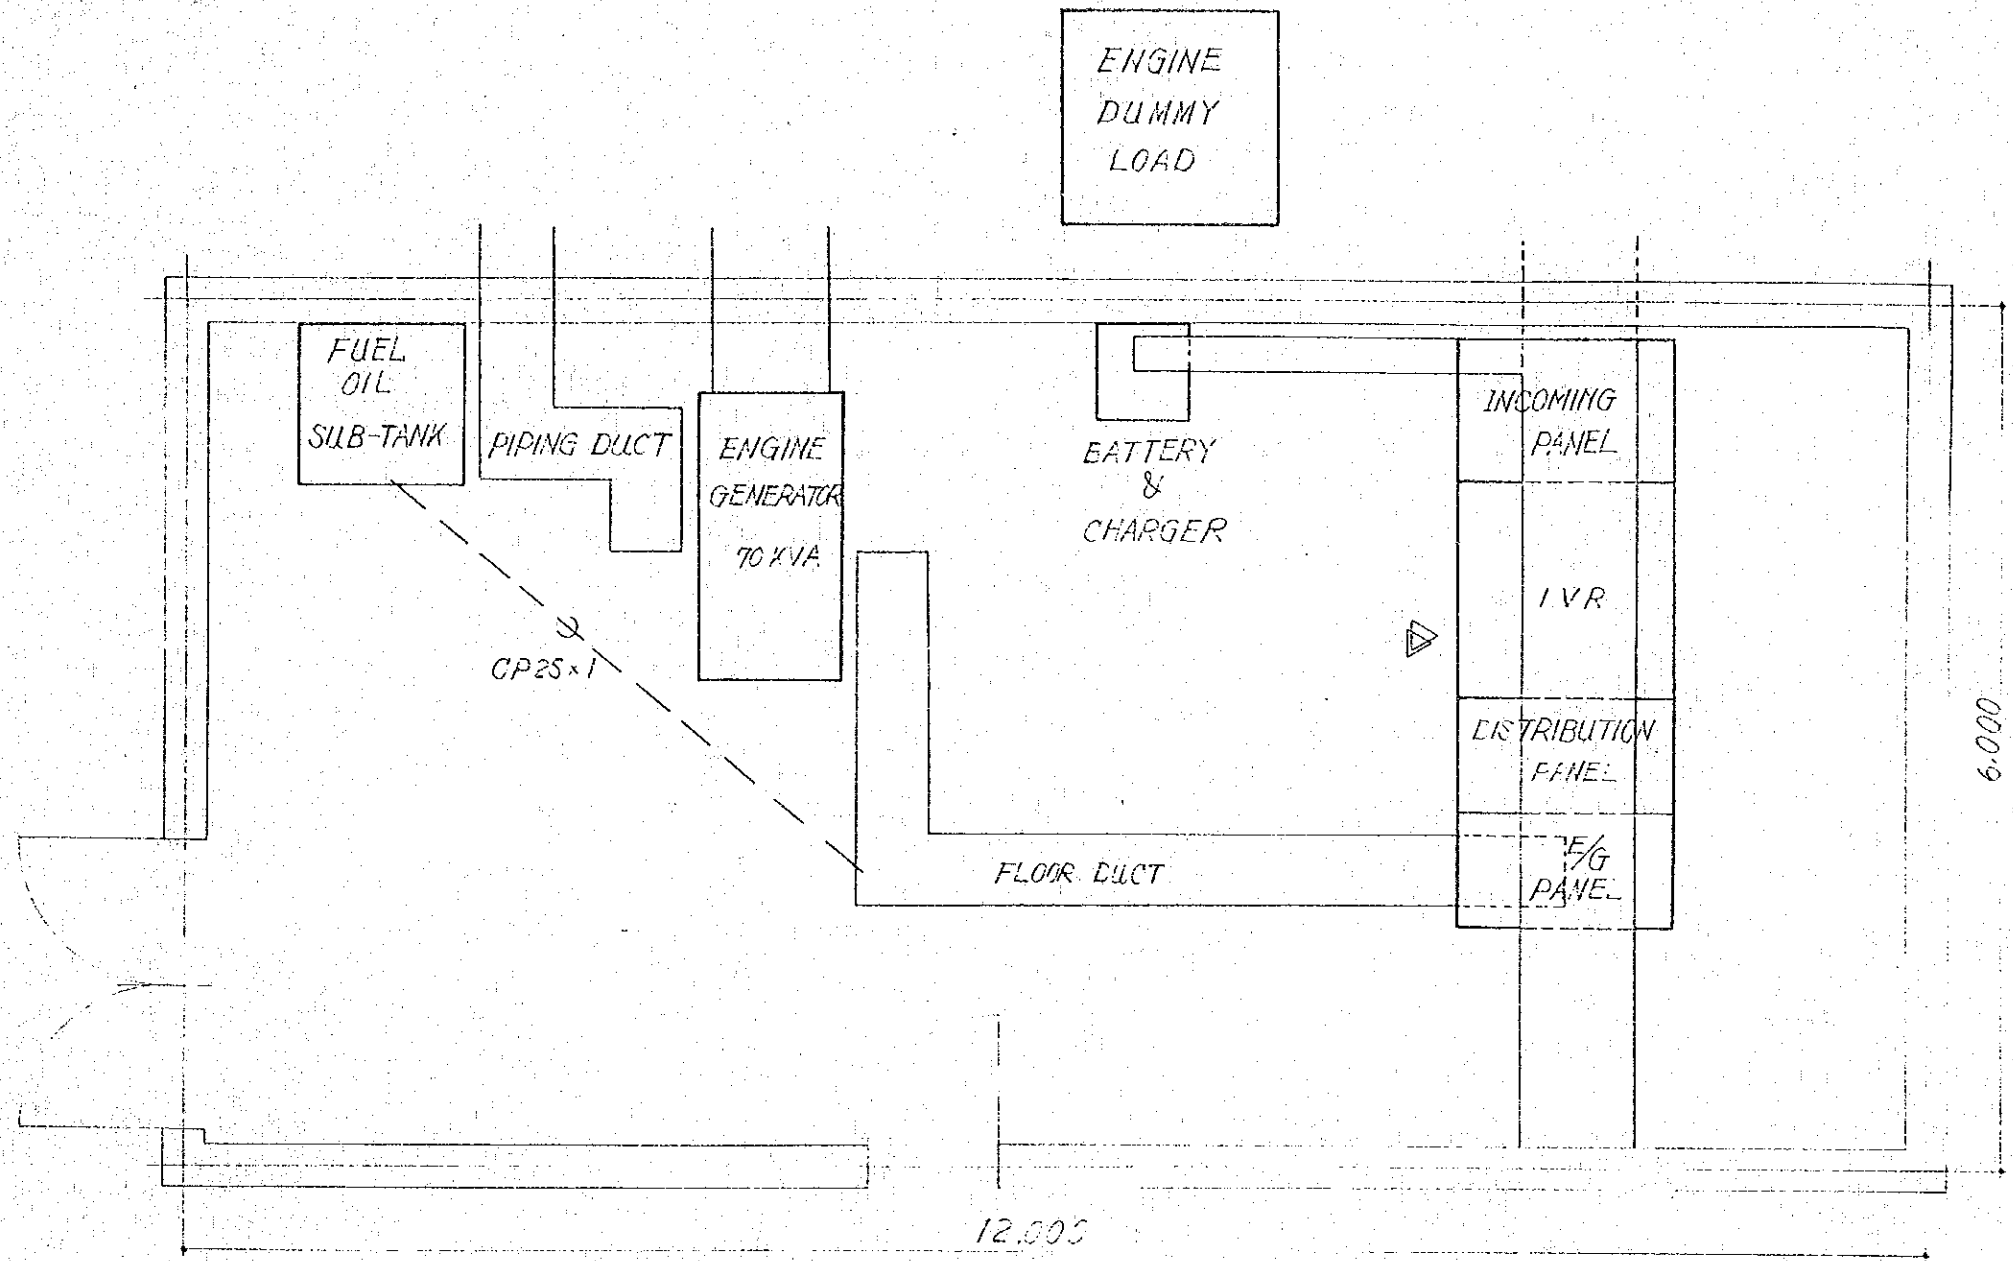 ENGINE
DUMMY
LOAD
FUEL
OIL
SUB-TANK
PIPING DUCT
ENGINE
GENERATOR
70 KVA
BATTERY
&
CHARGER
INCOMING
PANEL
IVR
CP25×1
DISTRIBUTION
PANEL
E/G
PANEL
FLOOR DUCT
6.000
12.000